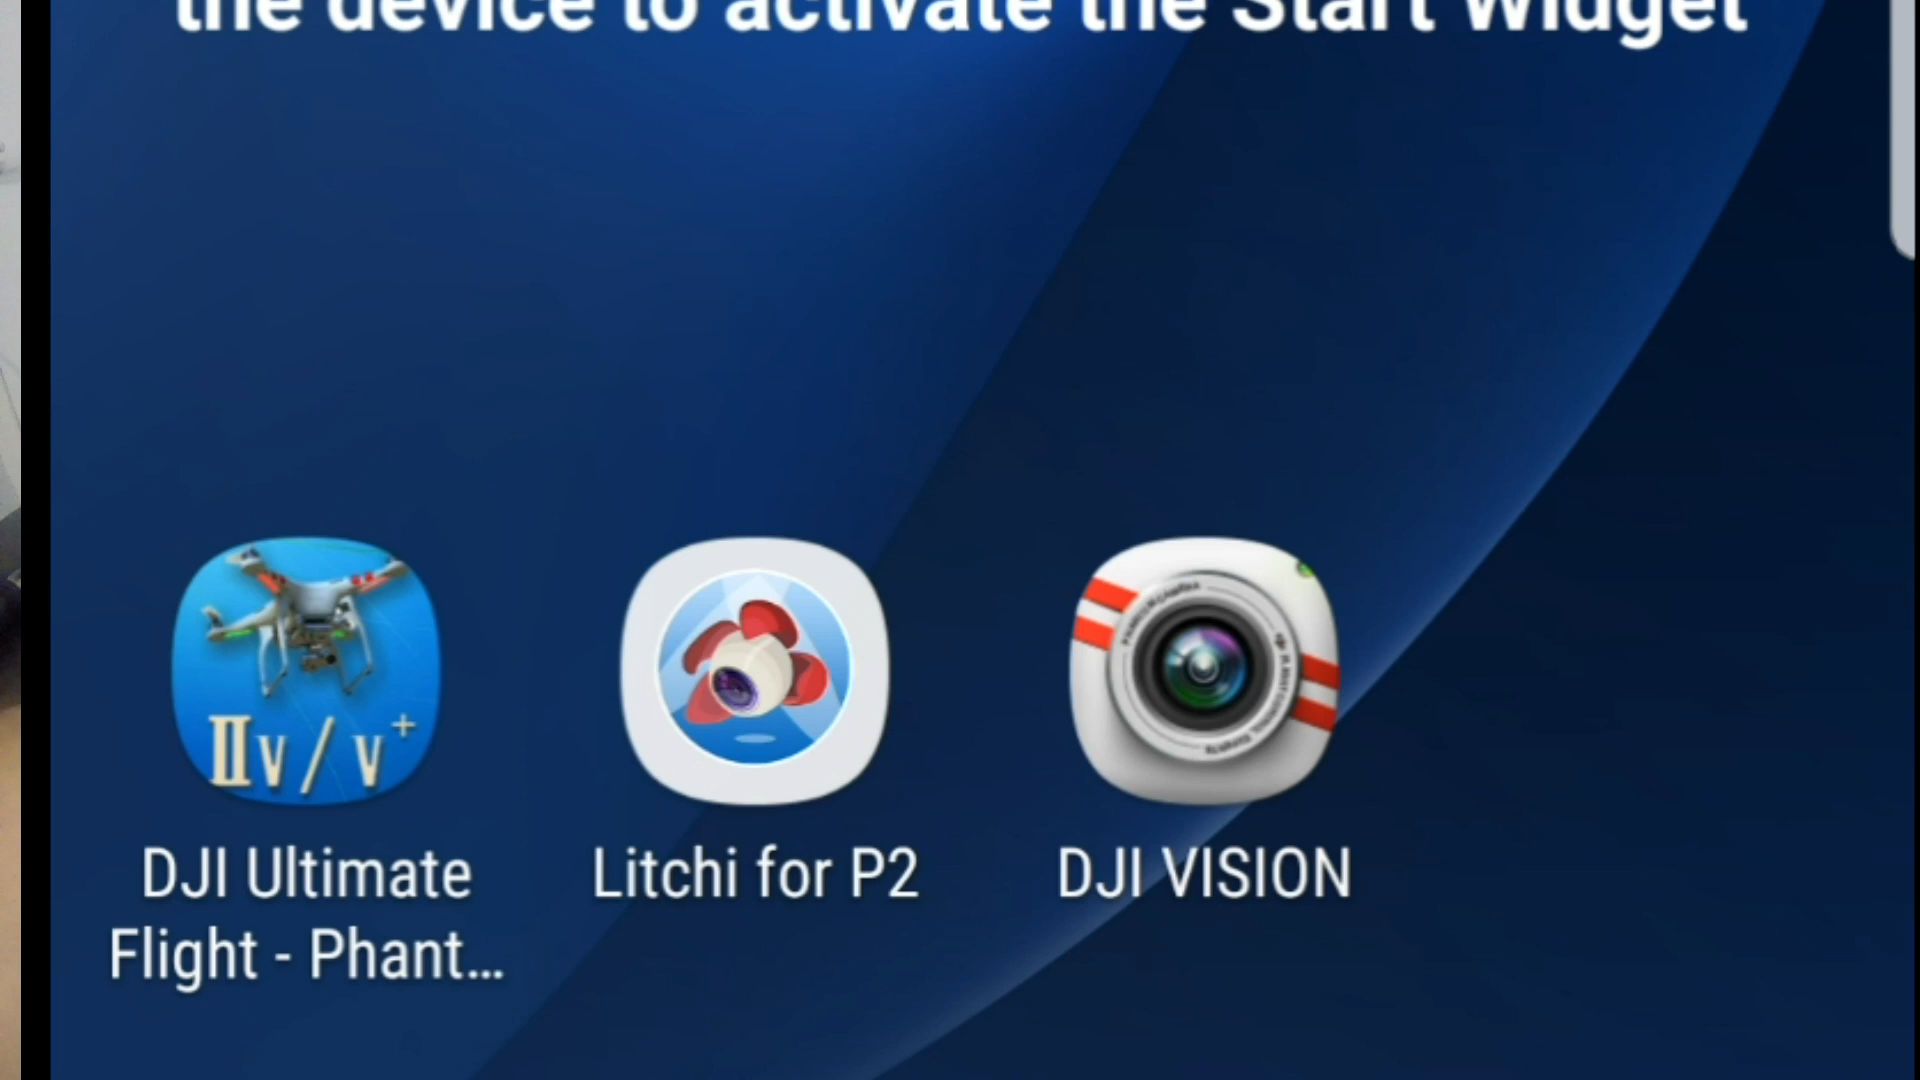 the device to activate the Start Widget
IIV/V+
DJI Ultimate
Flight - Phant...
Litchi for P2
DJI VISION